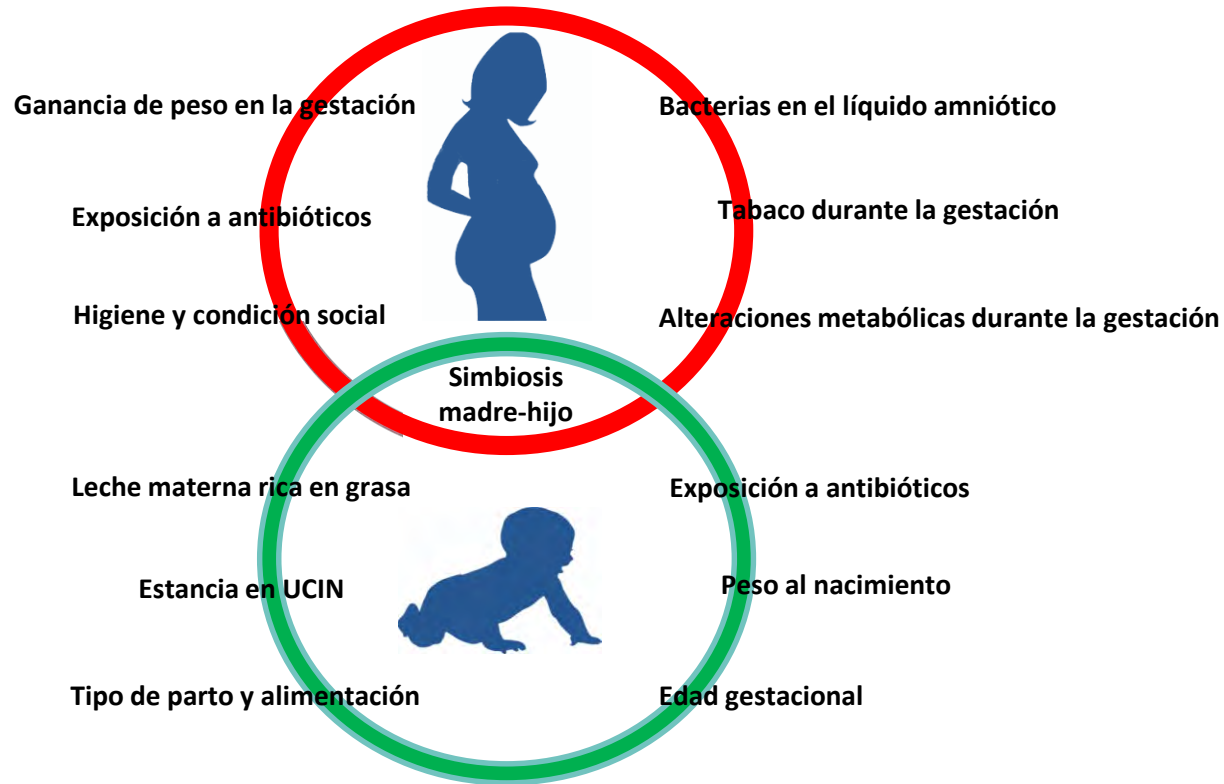 Ganancia de peso en la gestación
Bacterias en el líquido amniótico
Exposición a antibióticos
Tabaco durante la gestación
Higiene y condición social
Alteraciones metabólicas durante la gestación
Simbiosis
madre-hijo
Leche materna rica en grasa
Exposición a antibióticos
Estancia en UCIN
Peso al nacimiento
Tipo de parto y alimentación
Edad gestacional